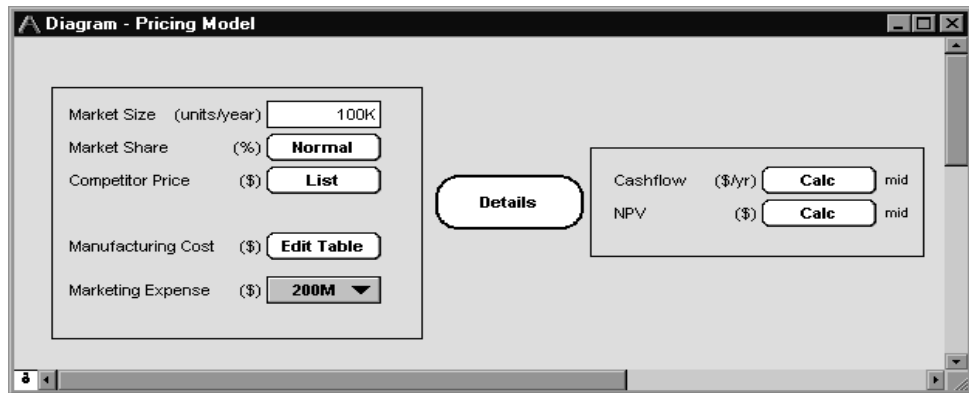 Diagram - Pricing Model
Market Size (units/year) 100K
Market Share (%) Normal
Competitor Price ($) List
Manufacturing Cost ($) Edit Table
Marketing Expense ($) 200M
Details
Cashflow ($/yr) Calc mid
NPV ($) Calc mid